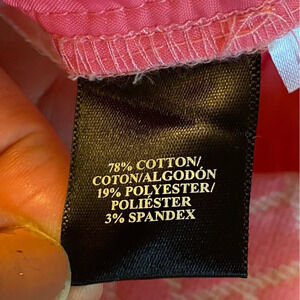 78% COTTON/
COTON/ALGODÓN
19% POLYESTER/
POLIÉSTER
3% SPANDEX